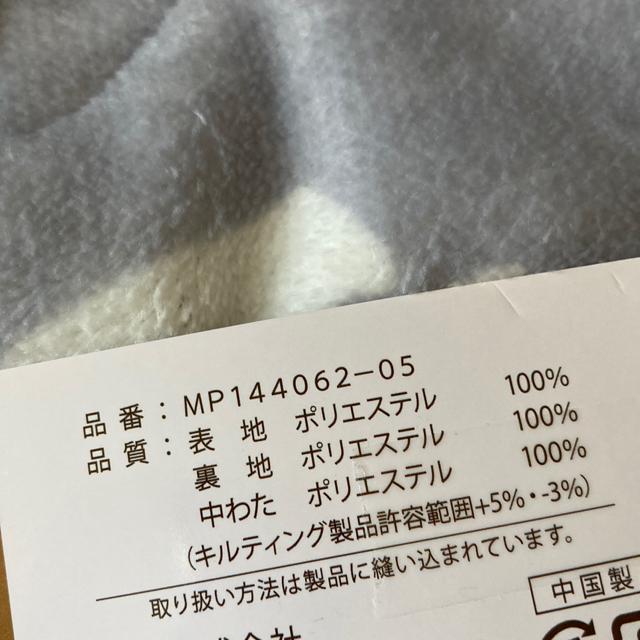 品番：MP144062-05
品質：表地 ポリエステル 100%
裏地 ポリエステル 100%
中わた ポリエステル 100%
（キルティング製品許容範囲+5%・-3%）
取り扱い方法は製品に縫い込まれています。
中国製
式会社